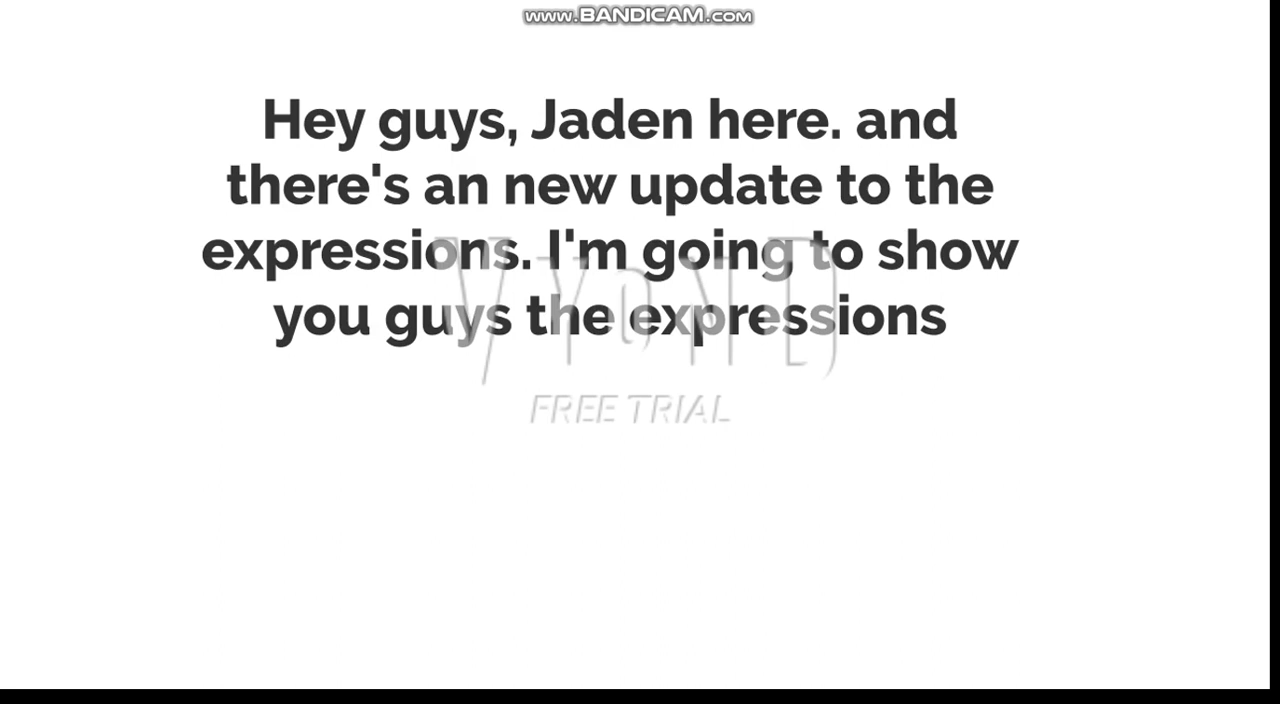 www.BANDICAM.com
Hey guys, Jaden here. and
there's an new update to the
expressions. I'm going to show
you guys the expressions
VYOND
FREE TRIAL